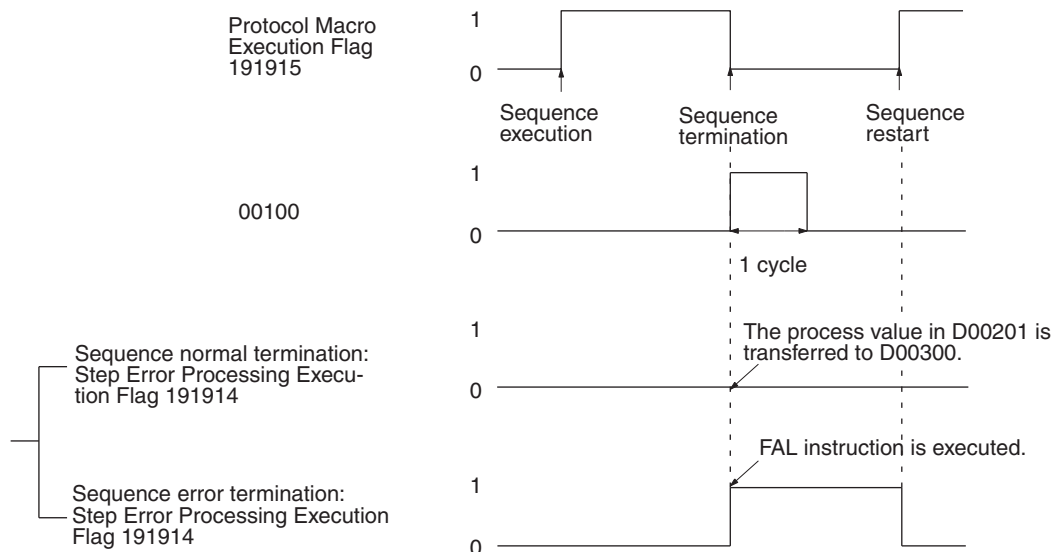 Protocol Macro
Execution Flag
191915
1
0
Sequence
execution
Sequence
termination
Sequence
restart
00100
1
0
1 cycle
Sequence normal termination:
Step Error Processing Execu-
tion Flag 191914
1
0
The process value in D00201 is
transferred to D00300.
Sequence error termination:
Step Error Processing Execution
Flag 191914
1
0
FAL instruction is executed.